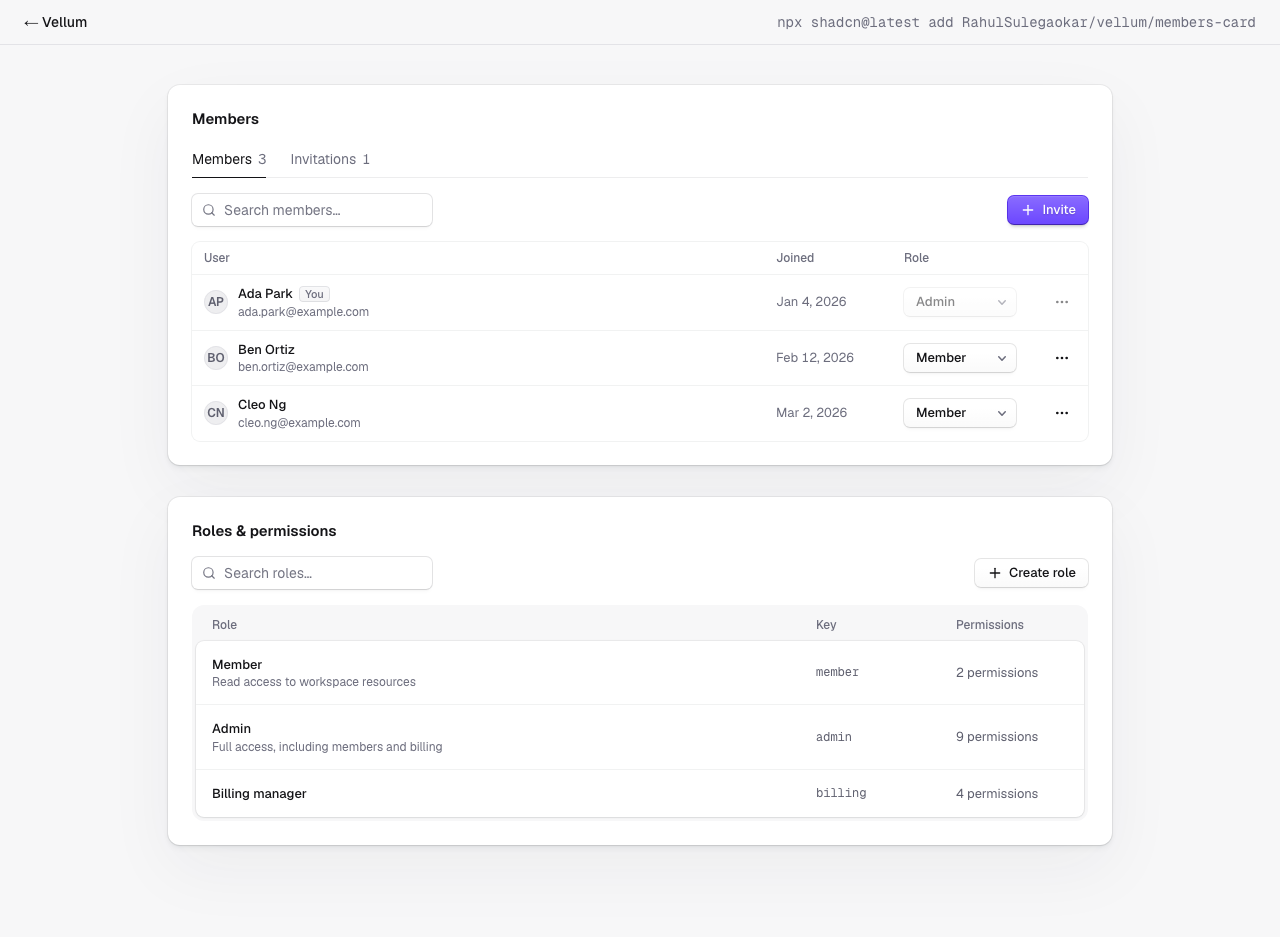 ← Vellum
npx shadcn@latest add RahulSulegaokar/vellum/members-card
Members
Members 3 Invitations 1
Search members…
+ Invite
User Joined Role
AP Ada Park You Jan 4, 2026 Admin
ada.park@example.com
BO Ben Ortiz Feb 12, 2026 Member
ben.ortiz@example.com
CN Cleo Ng Mar 2, 2026 Member
cleo.ng@example.com
Roles & permissions
Search roles…
+ Create role
Role Key Permissions
Member member 2 permissions
Read access to workspace resources
Admin admin 9 permissions
Full access, including members and billing
Billing manager billing 4 permissions